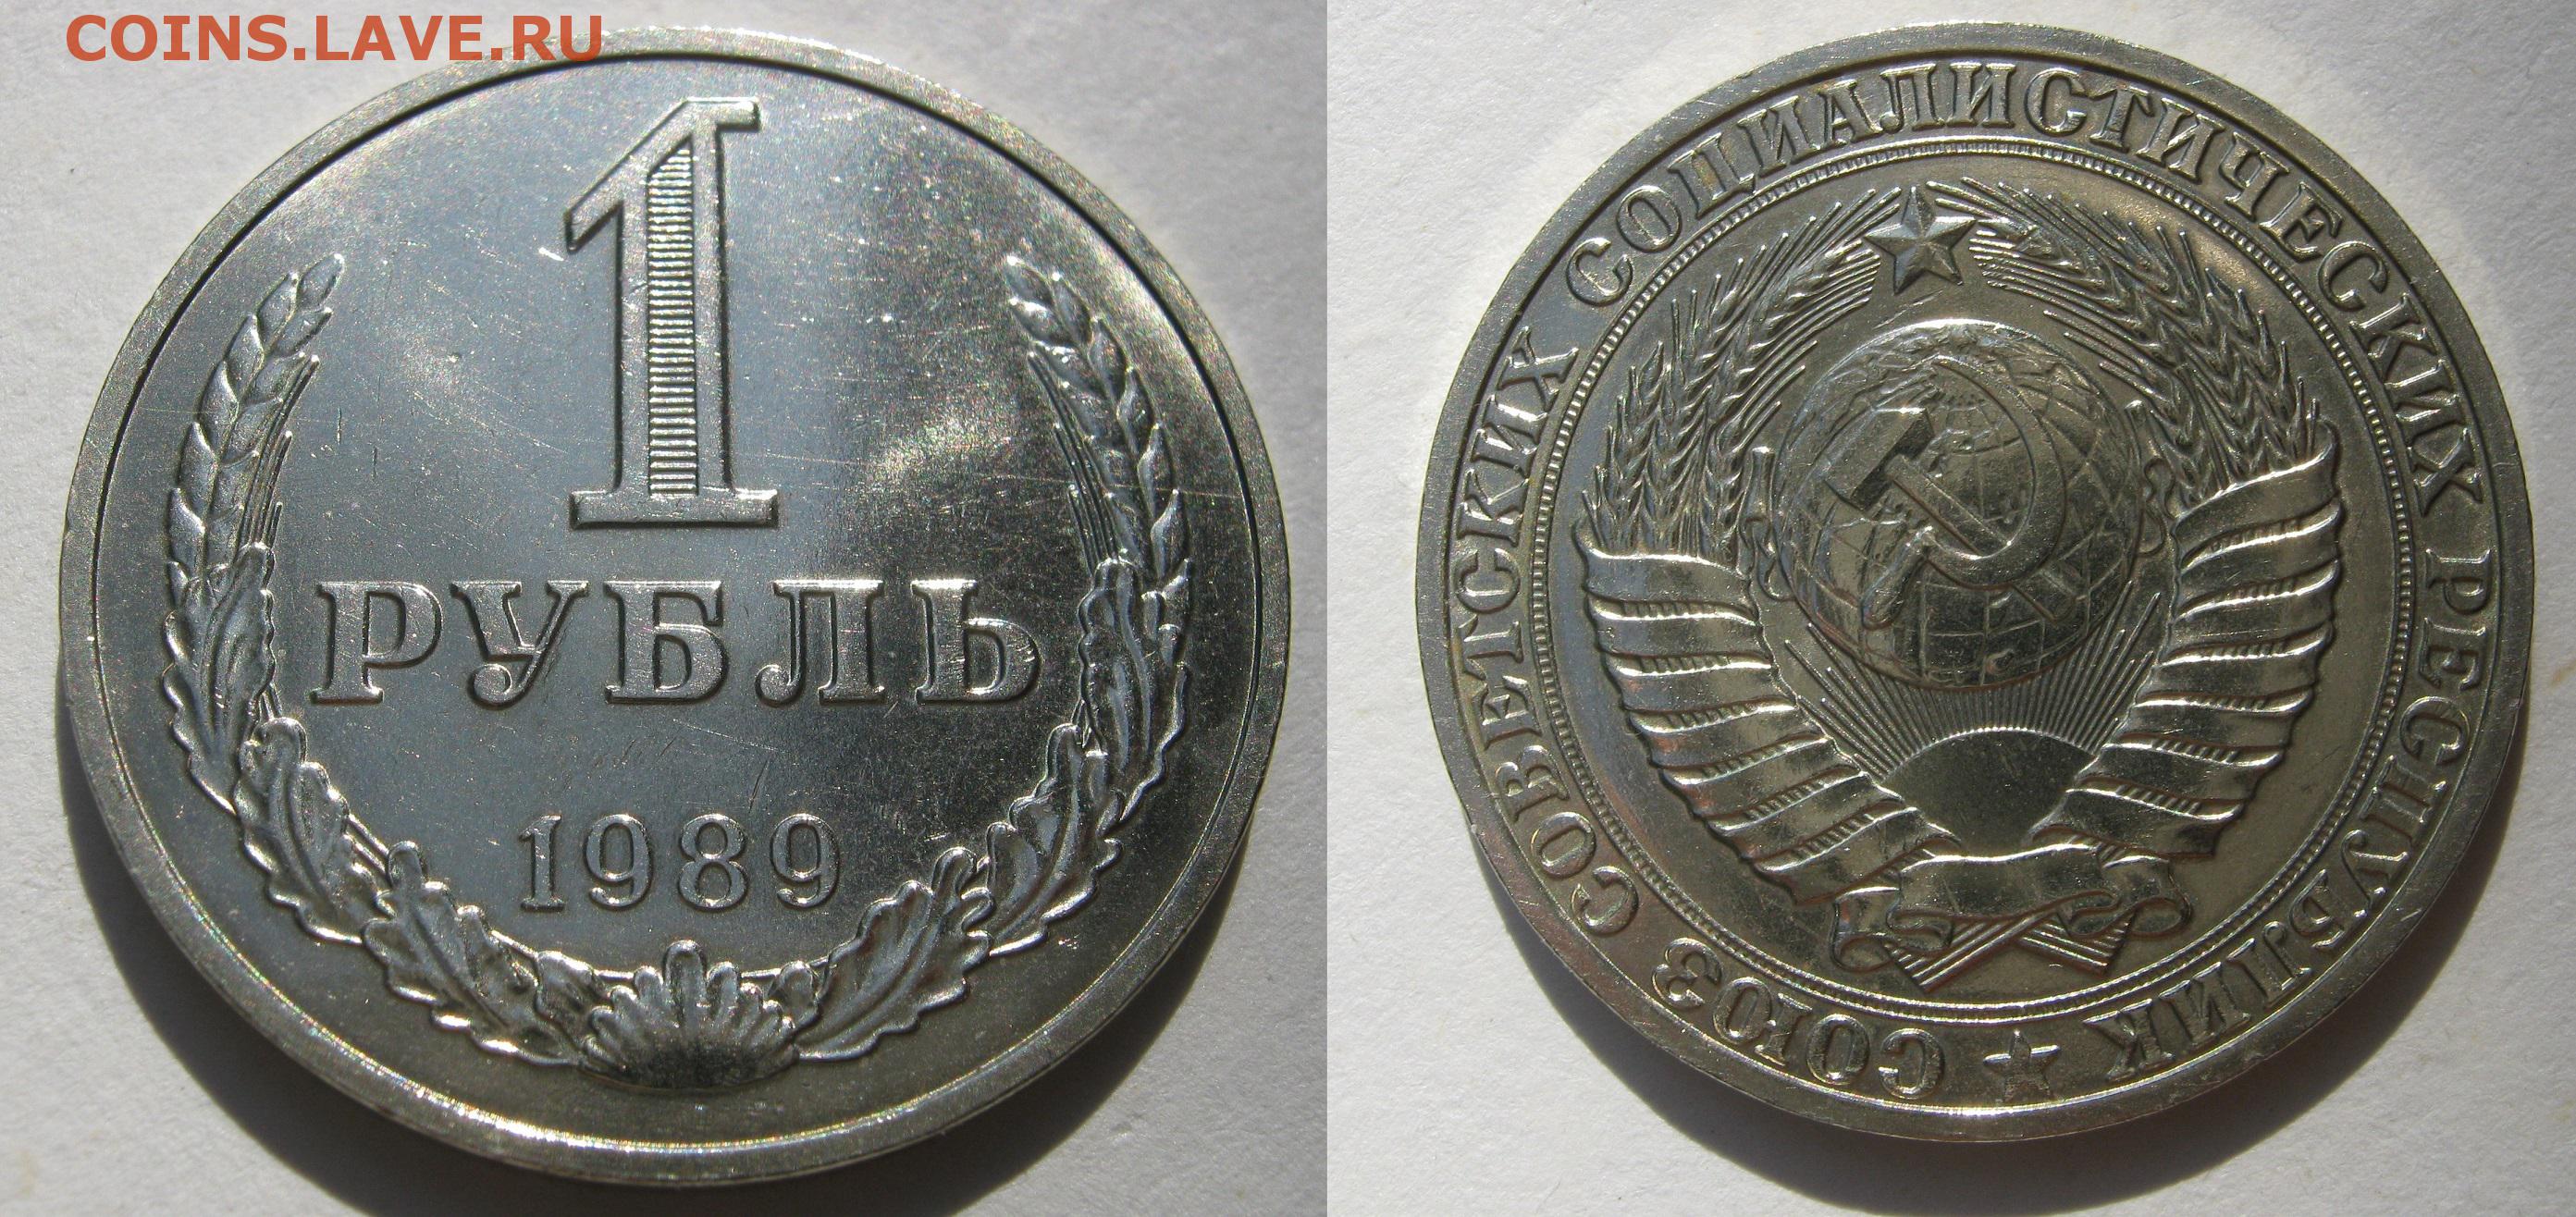 COINS.LAVE.RU
1
РУБЛЬ
1989
СОЮЗ СОВЕТСКИХ СОЦИАЛИСТИЧЕСКИХ РЕСПУБЛИК